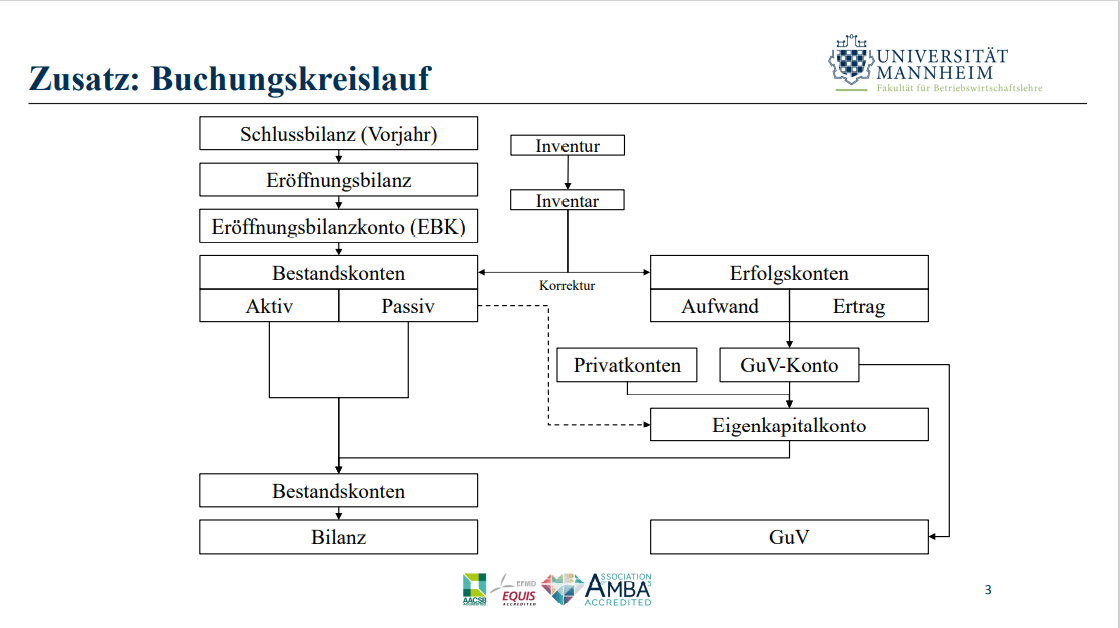 Zusatz: Buchungskreislauf
UNIVERSITÄT
MANNHEIM
Fakultät für Betriebswirtschaftslehre
Schlussbilanz (Vorjahr)
Inventur
Eröffnungsbilanz
Inventar
Eröffnungsbilanzkonto (EBK)
Bestandskonten
Erfolgskonten
Korrektur
Aktiv
Passiv
Aufwand
Ertrag
Privatkonten
GuV-Konto
Eigenkapitalkonto
Bestandskonten
Bilanz
GuV
AACSB
ACCREDITED
EFMD
EQUIS
ACCREDITED
ASSOCIATION
AMBA
ACCREDITED
3